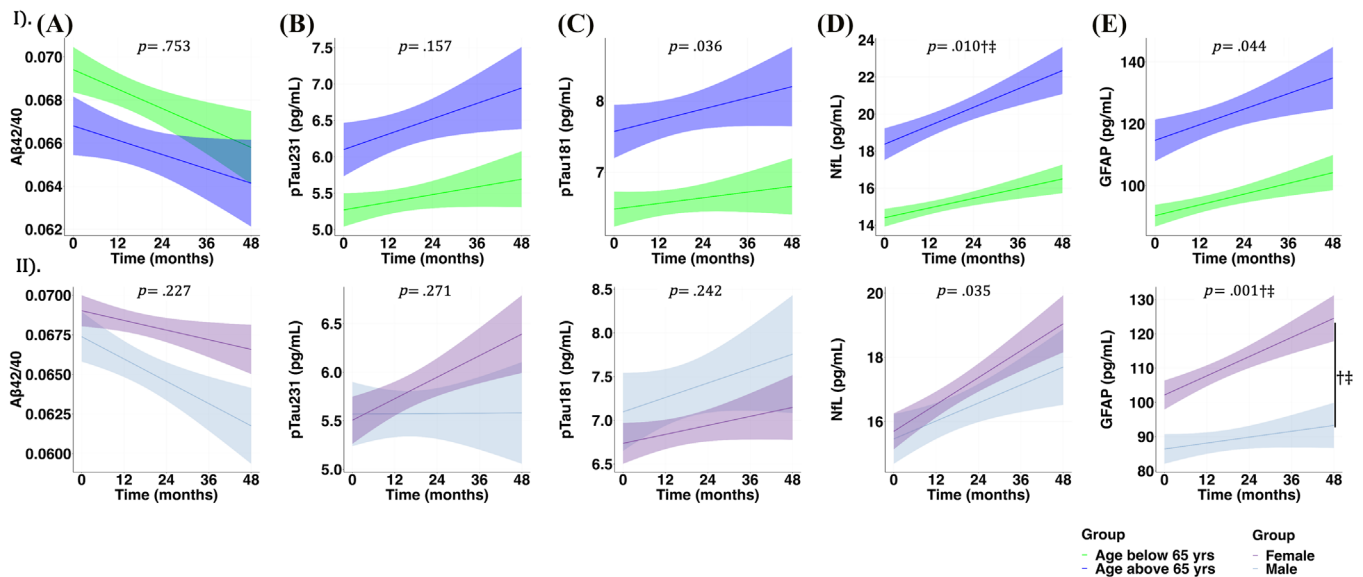 I). (A) (B) (C) (D) (E)
p= .753
0.070
0.068
0.066
0.064
0.062
Aβ42/40
0 12 24 36 48
Time (months)
p= .157
7.5
7.0
6.5
6.0
5.5
5.0
pTau231 (pg/mL)
0 12 24 36 48
Time (months)
p= .036
8
7
pTau181 (pg/mL)
0 12 24 36 48
Time (months)
p= .010†‡
24
22
20
18
16
14
NfL (pg/mL)
0 12 24 36 48
Time (months)
p= .044
140
120
100
GFAP (pg/mL)
0 12 24 36 48
Time (months)
II).
p= .227
0.0700
0.0675
0.0650
0.0625
0.0600
Aβ42/40
0 12 24 36 48
Time (months)
p= .271
6.5
6.0
5.5
5.0
pTau231 (pg/mL)
0 12 24 36 48
Time (months)
p= .242
8.5
8.0
7.5
7.0
6.5
pTau181 (pg/mL)
0 12 24 36 48
Time (months)
p= .035
20
18
16
NfL (pg/mL)
0 12 24 36 48
Time (months)
p= .001†‡
130
120
110
100
90
80
GFAP (pg/mL)
†‡
0 12 24 36 48
Time (months)
Group
Age below 65 yrs
Age above 65 yrs
Group
Female
Male